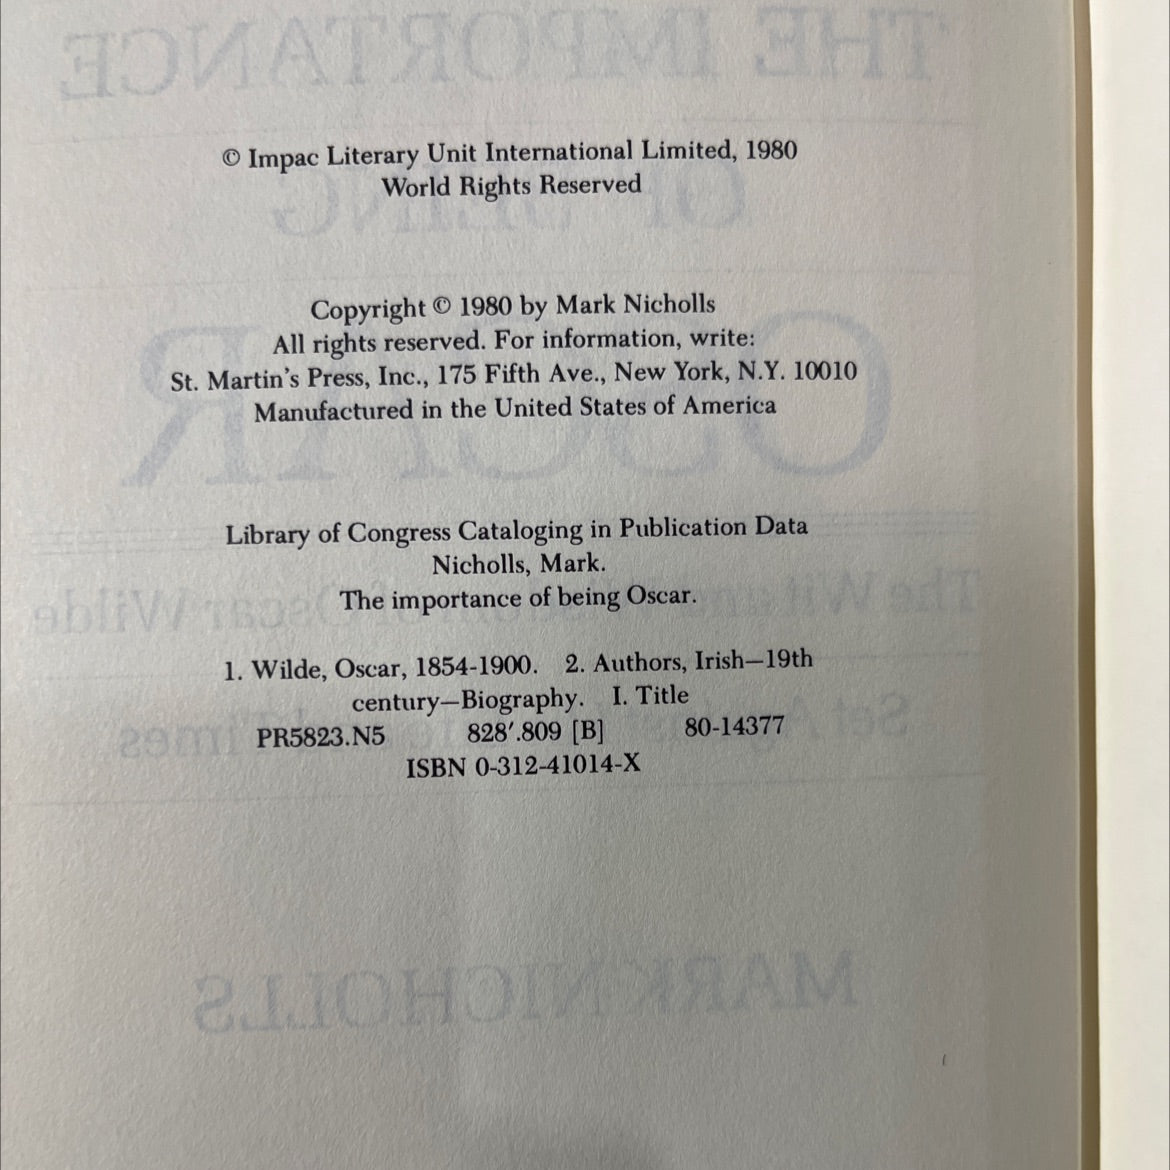 © Impac Literary Unit International Limited, 1980
World Rights Reserved
Copyright © 1980 by Mark Nicholls
All rights reserved. For information, write:
St. Martin's Press, Inc., 175 Fifth Ave., New York, N.Y. 10010
Manufactured in the United States of America
Library of Congress Cataloging in Publication Data
Nicholls, Mark.
The importance of being Oscar.
1. Wilde, Oscar, 1854-1900. 2. Authors, Irish—19th
century—Biography. I. Title
PR5823.N5 828′.809 [B] 80-14377
ISBN 0-312-41014-X